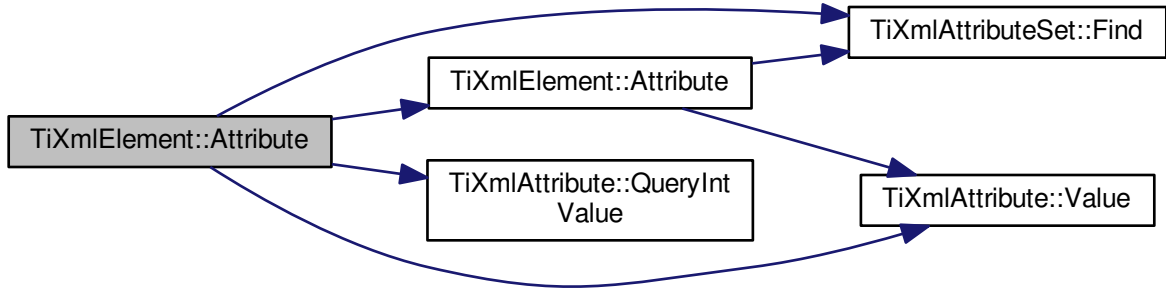 TiXmlElement::Attribute
TiXmlElement::Attribute
TiXmlAttributeSet::Find
TiXmlAttribute::QueryInt
Value
TiXmlAttribute::Value